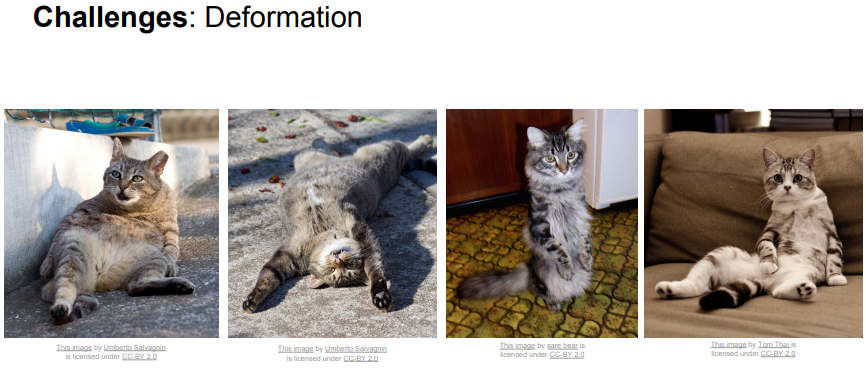 Challenges: Deformation
This image by Umberto Salvagnin
is licensed under CC-BY 2.0
This image by Umberto Salvagnin
is licensed under CC-BY 2.0
This image by sare bear is
licensed under CC-BY 2.0
This image by Tom Thai is
licensed under CC-BY 2.0